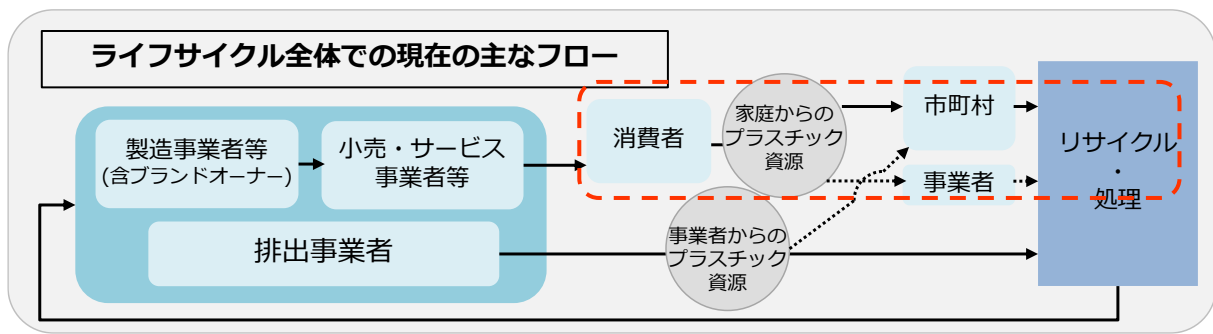 ライフサイクル全体での現在の主なフロー
製造事業者等
(含ブランドオーナー)
小売・サービス
事業者等
排出事業者
消費者
家庭からの
プラスチック
資源
事業者からの
プラスチック
資源
市町村
事業者
リサイクル
・
処理